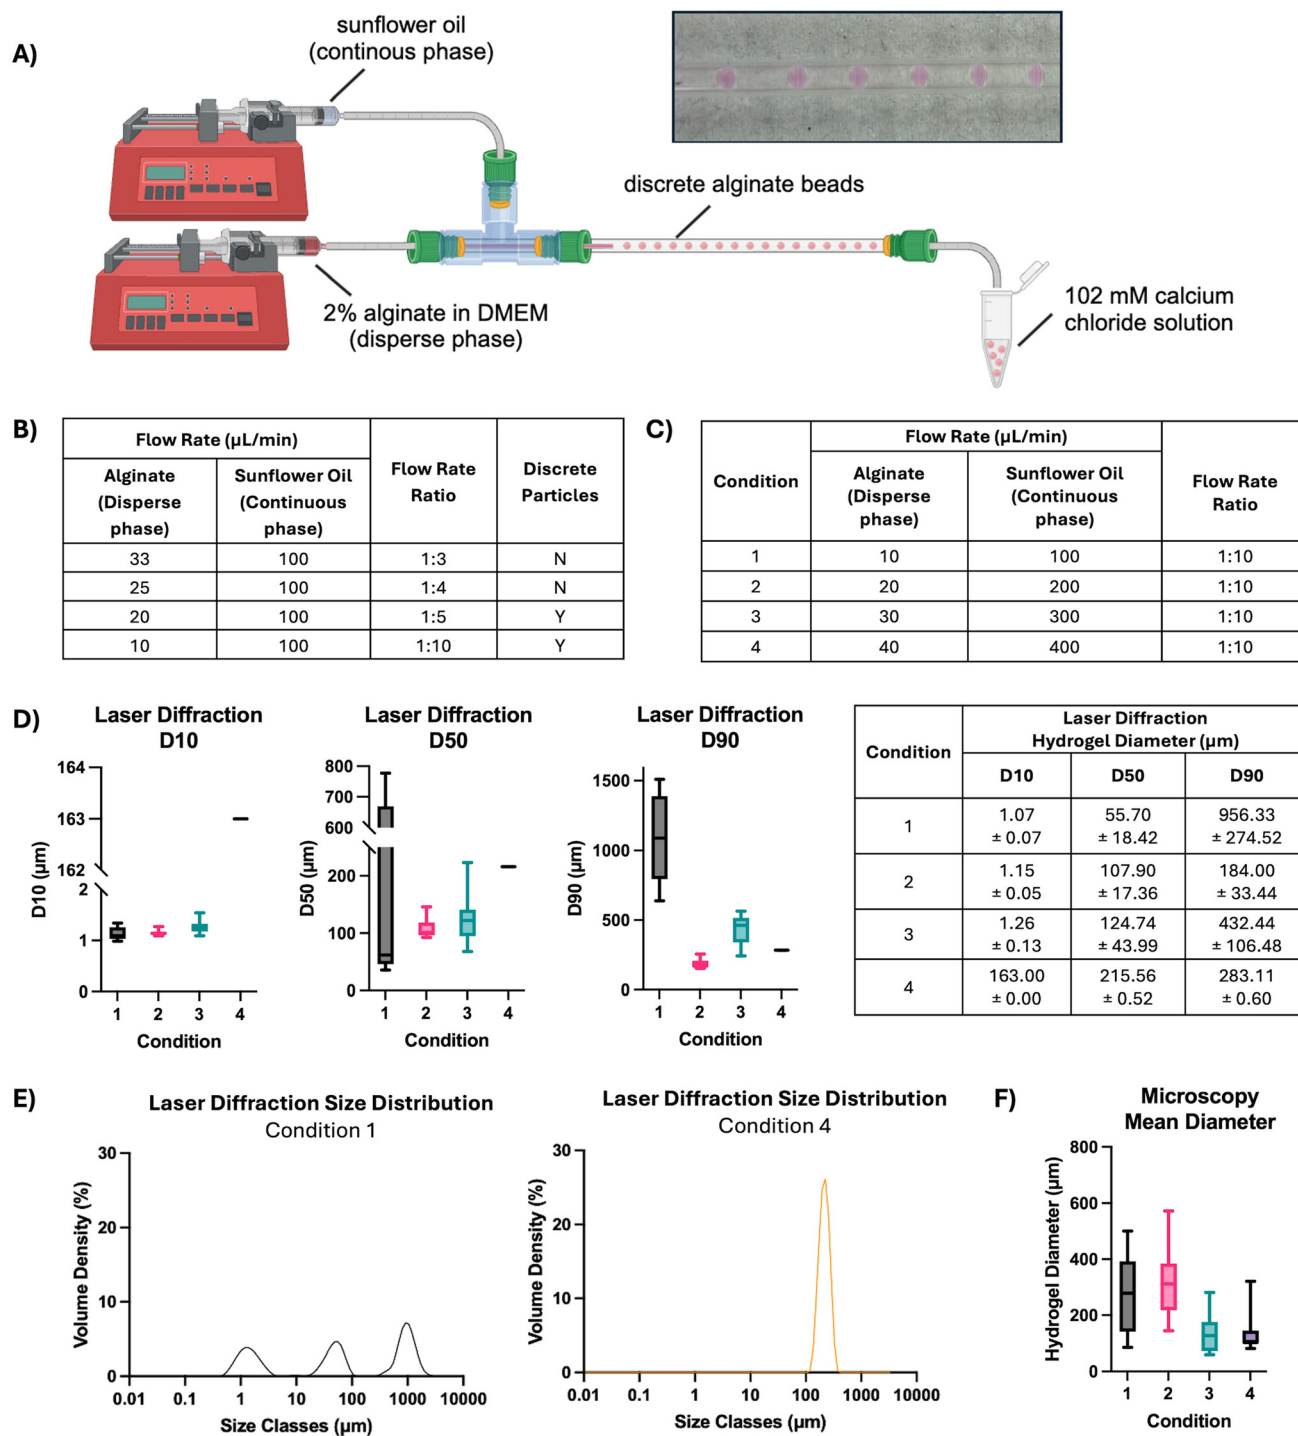 A)
sunflower oil
(continous phase)
discrete alginate beads
2% alginate in DMEM
(disperse phase)
102 mM calcium
chloride solution
B)
Flow Rate (µL/min)
Flow Rate
Ratio
Discrete
Particles
Alginate
(Disperse
phase)
Sunflower Oil
(Continuous
phase)
33 100 1:3 N
25 100 1:4 N
20 100 1:5 Y
10 100 1:10 Y
C)
Condition
Flow Rate (µL/min)
Flow Rate
Ratio
Alginate
(Disperse
phase)
Sunflower Oil
(Continuous
phase)
1 10 100 1:10
2 20 200 1:10
3 30 300 1:10
4 40 400 1:10
D)
Laser Diffraction
D10
D10 (µm)
164
163
162
2
1
0
1 2 3 4
Condition
Laser Diffraction
D50
D50 (µm)
800
700
600
200
100
0
1 2 3 4
Condition
Laser Diffraction
D90
D90 (µm)
1500
1000
500
0
1 2 3 4
Condition
Condition
Laser Diffraction
Hydrogel Diameter (µm)
D10 D50 D90
1
1.07 55.70 956.33
± 0.07 ± 18.42 ± 274.52
2
1.15 107.90 184.00
± 0.05 ± 17.36 ± 33.44
3
1.26 124.74 432.44
± 0.13 ± 43.99 ± 106.48
4
163.00 215.56 283.11
± 0.00 ± 0.52 ± 0.60
E)
Laser Diffraction Size Distribution
Condition 1
Volume Density (%)
30
20
10
0
0.01 0.1 1 10 100 1000 10000
Size Classes (µm)
Laser Diffraction Size Distribution
Condition 4
Volume Density (%)
30
20
10
0
0.01 0.1 1 10 100 1000 10000
Size Classes (µm)
F)
Microscopy
Mean Diameter
Hydrogel Diameter (µm)
800
600
400
200
0
1 2 3 4
Condition